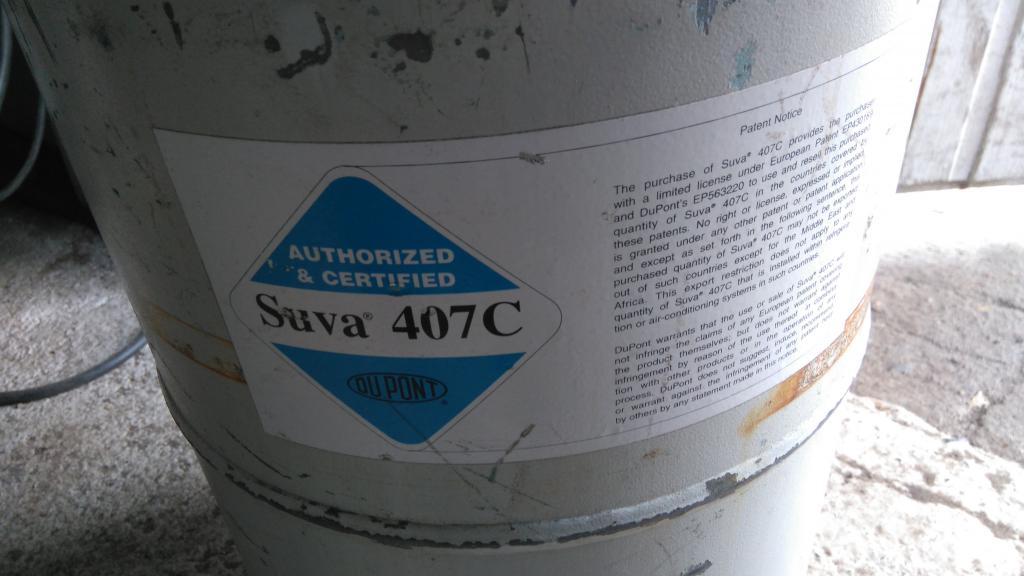 AUTHORIZED
& CERTIFIED
Suva® 407C
DU PONT
Patent Notice
The purchase of Suva® 407C provides the purchaser
with a limited license under European Patent EP430169
and DuPont's EP563220 to use and resell this purchased
quantity of Suva® 407C in the countries covered by
these patents. No right or license, expressed or implied,
is granted under any other patent or patent application
and except as set forth in the following sentence, this
purchased quantity of Suva® 407C may not be exported
out of such countries except for the Middle East and
Africa. This export restriction does not apply to any
quantity of Suva® 407C that is installed within refrigera-
tion or air-conditioning systems in such countries.
DuPont warrants that the use or sale of Suva® 407C will
not infringe the claims of any European patent covering
the product themselves, but does not warrant against
infringement by reason of the use thereof in combina-
tion with other products or in the operation of any
process. DuPont does not suggest, induce, recommend
or warrant against the infringement of any patent
by others by any statement made in this notice.